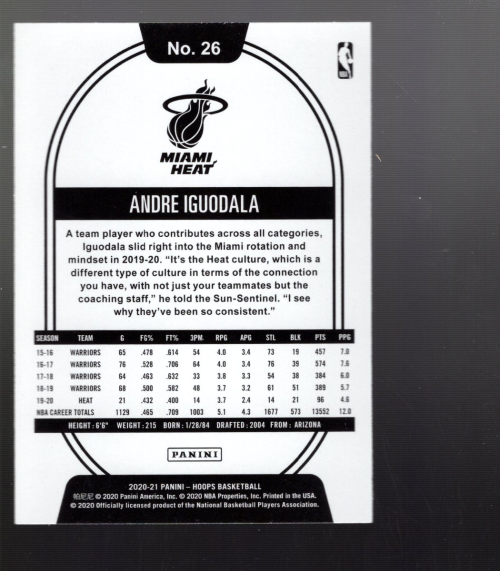 No. 26
NBA
MIAMI
HEAT
ANDRE IGUODALA
A team player who contributes across all categories,
Iguodala slid right into the Miami rotation and
mindset in 2019-20. “It’s the Heat culture, which is a
different type of culture in terms of the connection
you have, with not just your teammates but the
coaching staff,” he told the Sun-Sentinel. “I see
why they’ve been so consistent.”
SEASON TEAM G FG% FT% 3PM RPG APG STL BLK PTS PPG
15-16 WARRIORS 65 .478 .614 54 4.0 3.4 73 19 457 7.0
16-17 WARRIORS 76 .528 .706 64 4.0 3.4 76 39 574 7.6
17-18 WARRIORS 64 .463 .632 33 3.8 3.3 54 38 384 6.0
18-19 WARRIORS 68 .500 .582 48 3.7 3.2 61 51 389 5.7
19-20 HEAT 21 .432 .400 14 3.7 2.4 14 21 96 4.6
NBA CAREER TOTALS 1129 .465 .709 1003 5.1 4.3 1677 573 13552 12.0
HEIGHT: 6'6" WEIGHT: 215 BORN: 1/28/84 DRAFTED: 2004 FROM: ARIZONA
PANINI
2020-21 PANINI – HOOPS BASKETBALL
帕尼尼 © 2020 Panini America, Inc. © 2020 NBA Properties, Inc. Printed in the USA.
© 2020 Officially licensed product of the National Basketball Players Association.